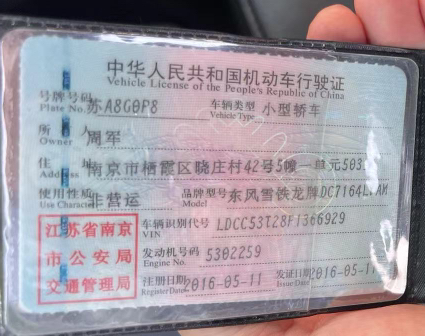 中华人民共和国机动车行驶证
Vehicle License of the People's Republic of China
号牌号码 苏A8G0P8 车辆类型 小型轿车
Plate No. Vehicle Type
所 人 周军
Owner
住 址 南京市栖霞区晓庄村42号5幢一单元503
Address
使用性质 非营运 品牌型号 东风雪铁龙牌DC7164
Use Character Model
江苏省南京
市公安局
交通管理局
车辆识别代号
VIN
发动机号码 5302259
Engine No.
注册日期 2016-05-11 发证日期 2016-05-11
Register Date Issue Date